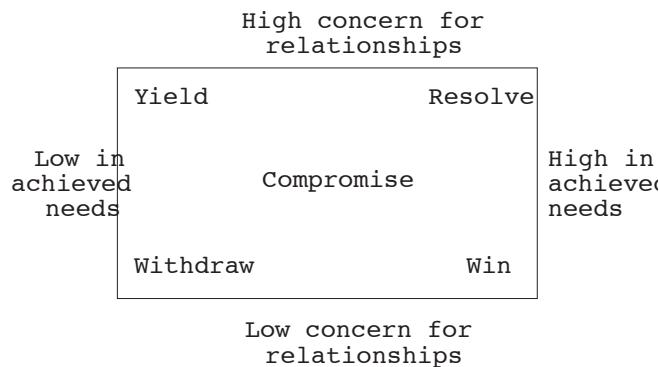 High concern for
relationships
Yield
Resolve
Low in
achieved
needs
Compromise
High in
achieved
needs
Withdraw
Win
Low concern for
relationships